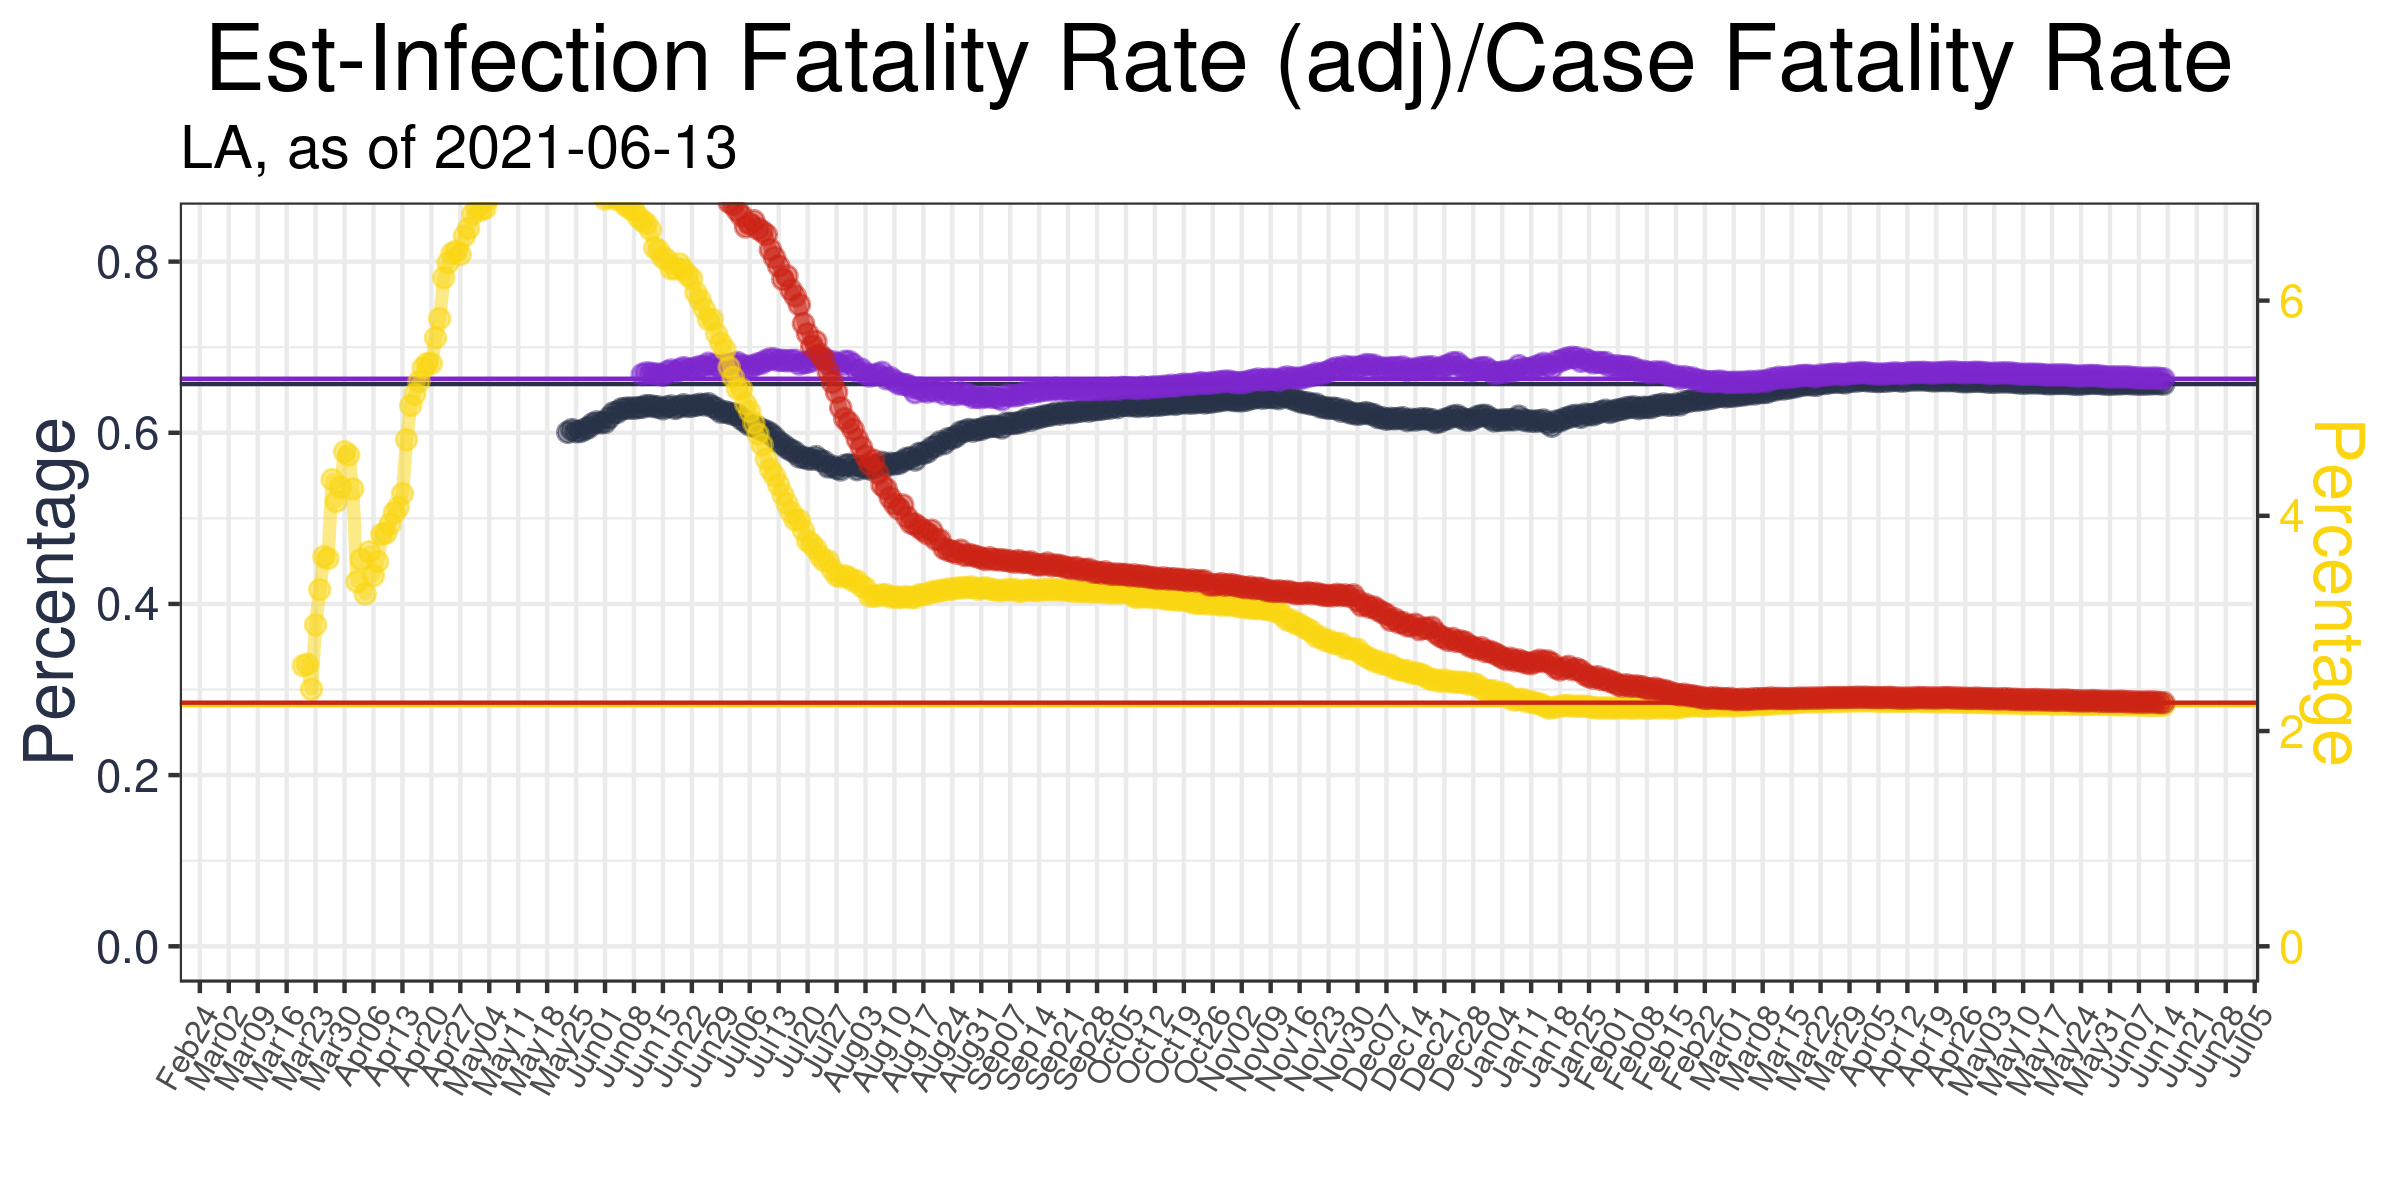 Est-Infection Fatality Rate (adj)/Case Fatality Rate
LA, as of 2021-06-13
Percentage
0.8
0.6
0.4
0.2
0.0
6
4
2
0
Percentage
Feb24
Mar02
Mar09
Mar16
Mar23
Mar30
Apr06
Apr13
Apr20
Apr27
May04
May11
May18
May25
Jun01
Jun08
Jun15
Jun22
Jun29
Jul06
Jul13
Jul20
Jul27
Aug03
Aug10
Aug17
Aug24
Aug31
Sep07
Sep14
Sep21
Sep28
Oct05
Oct12
Oct19
Oct26
Nov02
Nov09
Nov16
Nov23
Nov30
Dec07
Dec14
Dec21
Dec28
Jan04
Jan11
Jan18
Jan25
Feb01
Feb08
Feb15
Feb22
Mar01
Mar08
Mar15
Mar22
Mar29
Apr05
Apr12
Apr19
Apr26
May03
May10
May17
May24
May31
Jun07
Jun14
Jun21
Jun28
Jul05